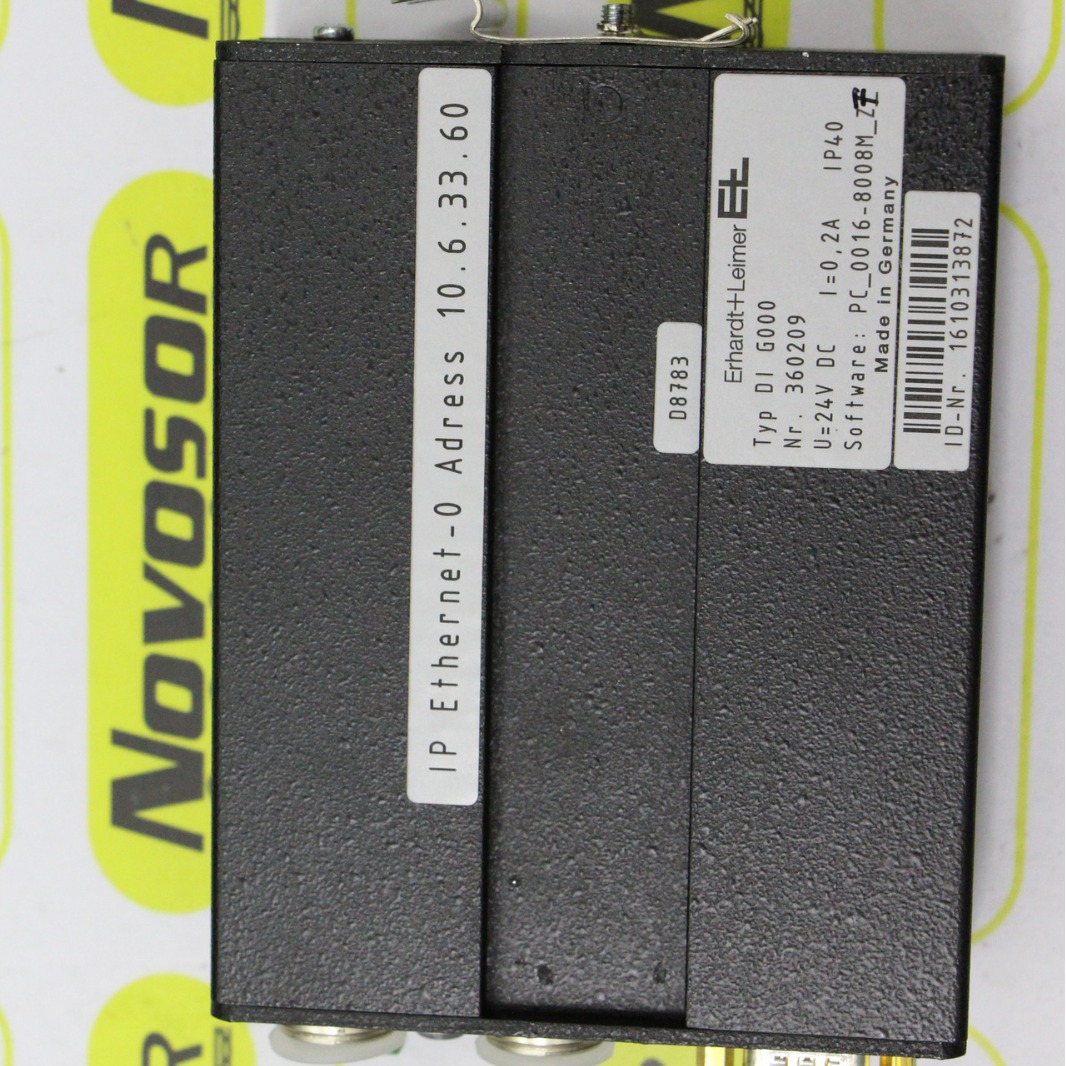 Novosor
IP Ethernet-0 Adress 10.6.33.60
D8783
Erhardt+Leimer
Typ DI G000
Nr. 360209
U=24V DC I=0,2A IP40
Software: PC_0016-8008M_Z
Made in Germany
ID-Nr. 1610313872